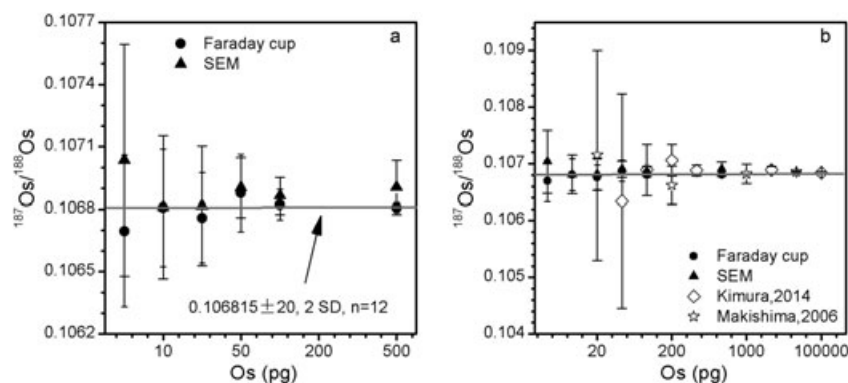 a
Faraday cup
SEM
0.1077
0.1074
0.1071
0.1068
0.1065
0.1062
187Os/188Os
0.106815±20, 2 SD, n=12
10 50 200 500
Os (pg)
b
0.109
0.108
0.107
0.106
0.105
0.104
187Os/188Os
Faraday cup
SEM
Kimura,2014
Makishima,2006
20 200 1000 100000
Os (pg)